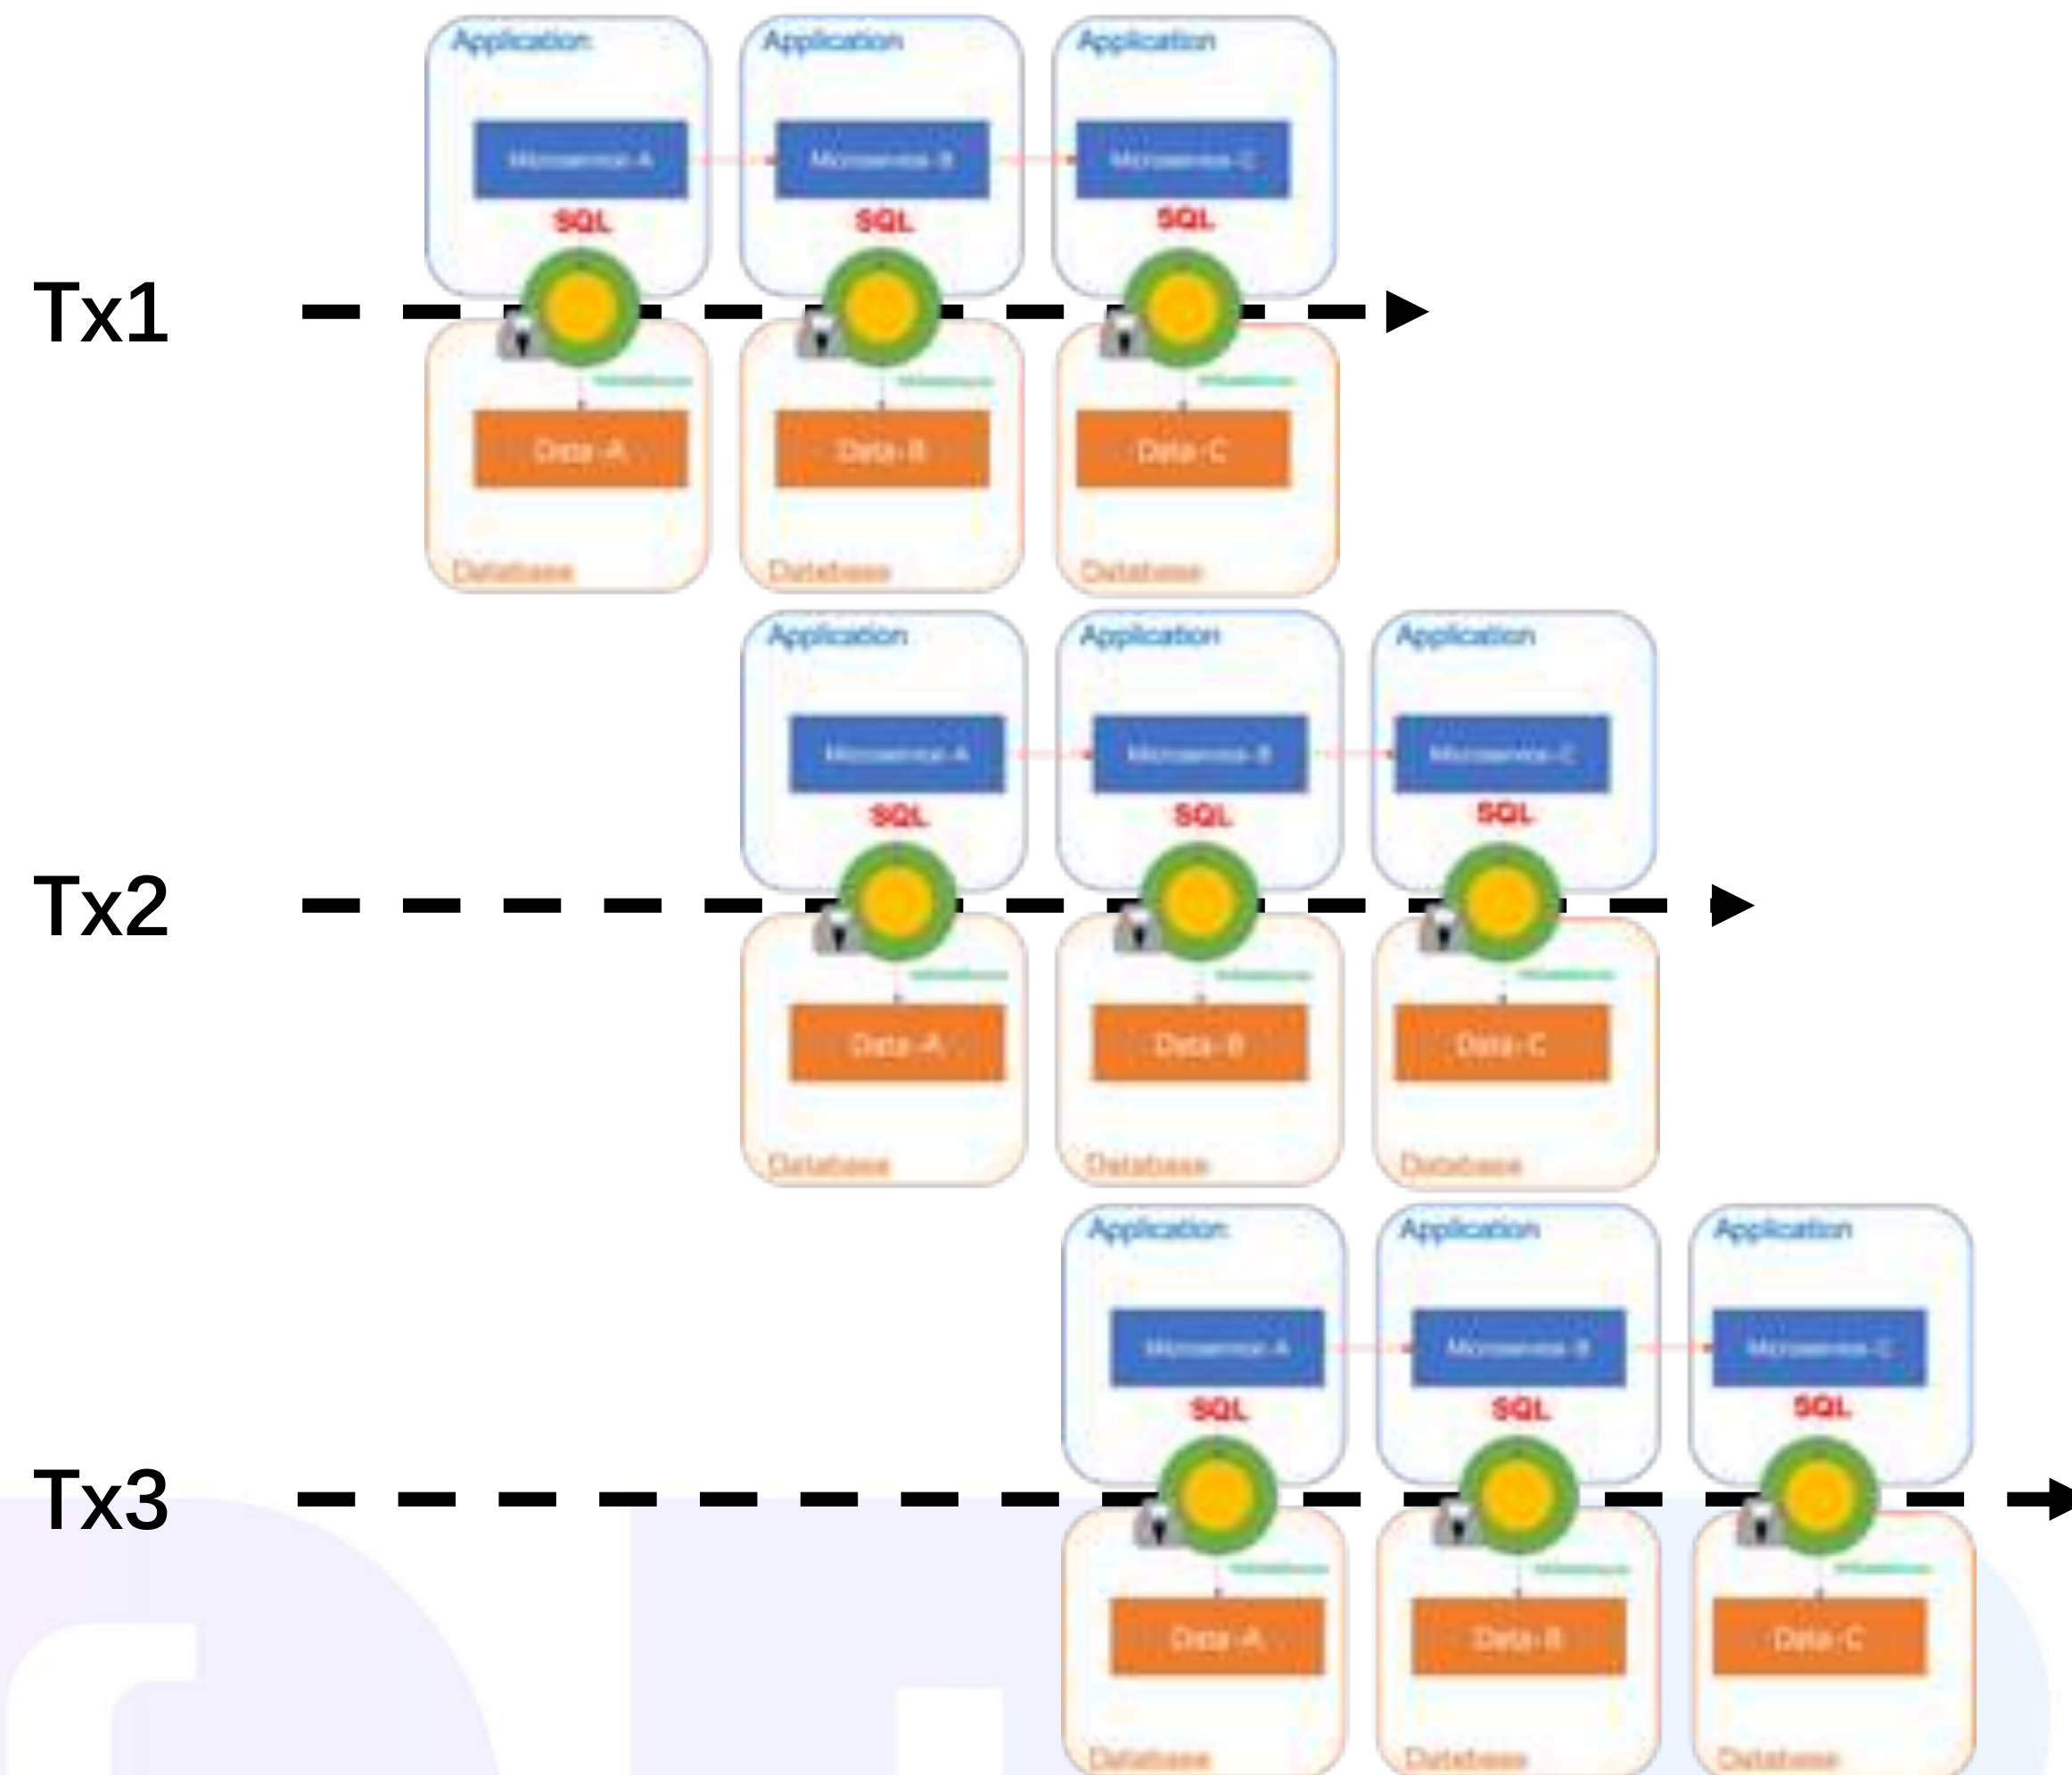 Application Application Application
Microservice-A Microservice-B Microservice-C
SQL SQL SQL
Tx1
Data-A Data-B Data-C
Database Database Database
Application Application Application
Microservice-A Microservice-B Microservice-C
SQL SQL SQL
Tx2
Data-A Data-B Data-C
Database Database Database
Application Application Application
Microservice-A Microservice-B Microservice-C
SQL SQL SQL
Tx3
Data-A Data-B Data-C
Database Database Database